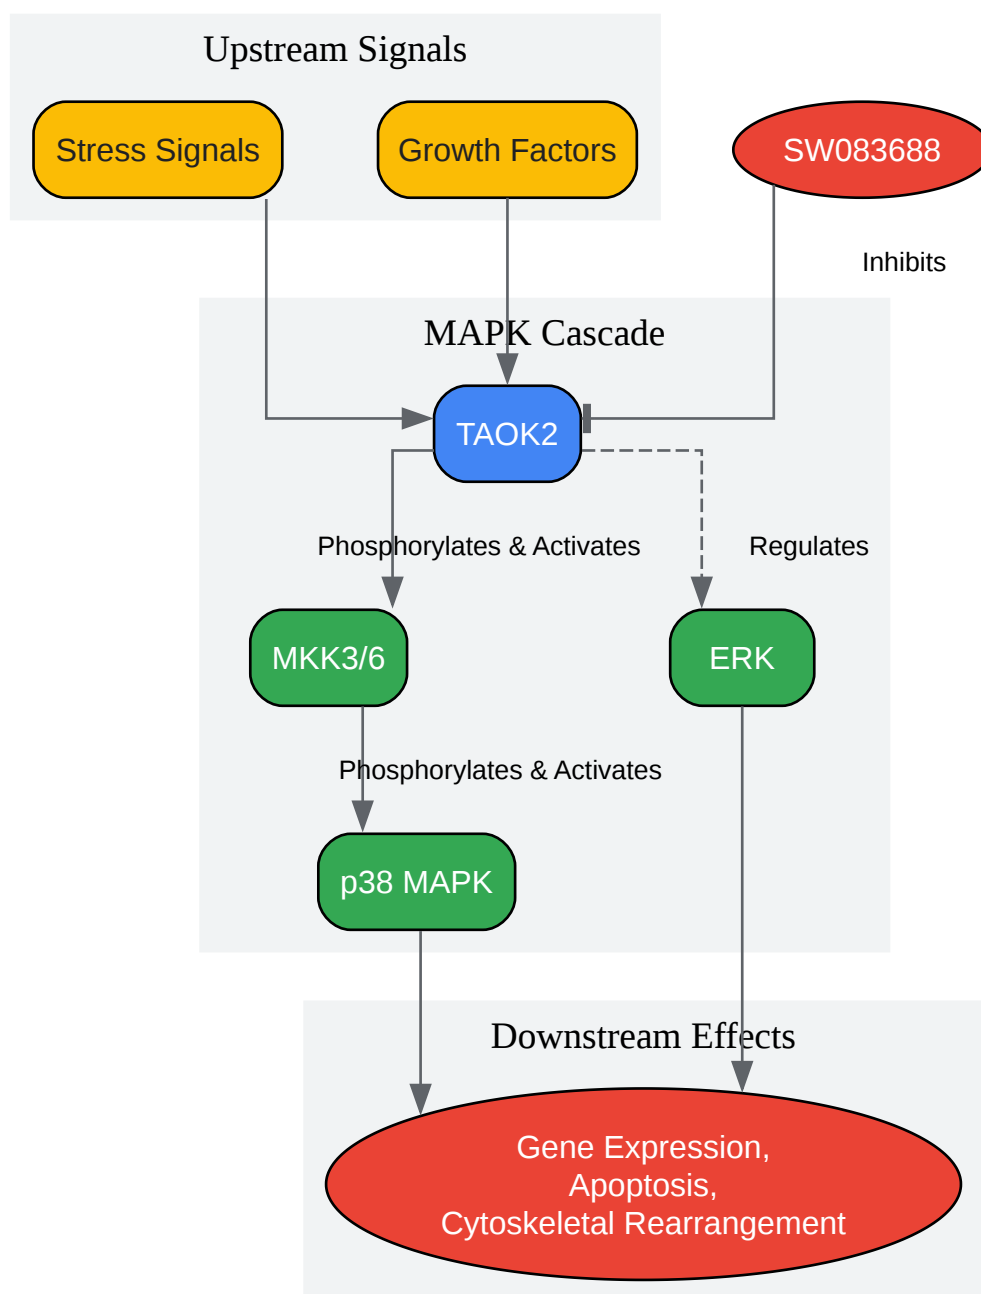 Upstream Signals
Stress Signals
Growth Factors
SW083688
Inhibits
MAPK Cascade
TAOK2
Phosphorylates & Activates
Regulates
MKK3/6
ERK
Phosphorylates & Activates
p38 MAPK
Downstream Effects
Gene Expression,
Apoptosis,
Cytoskeletal Rearrangement